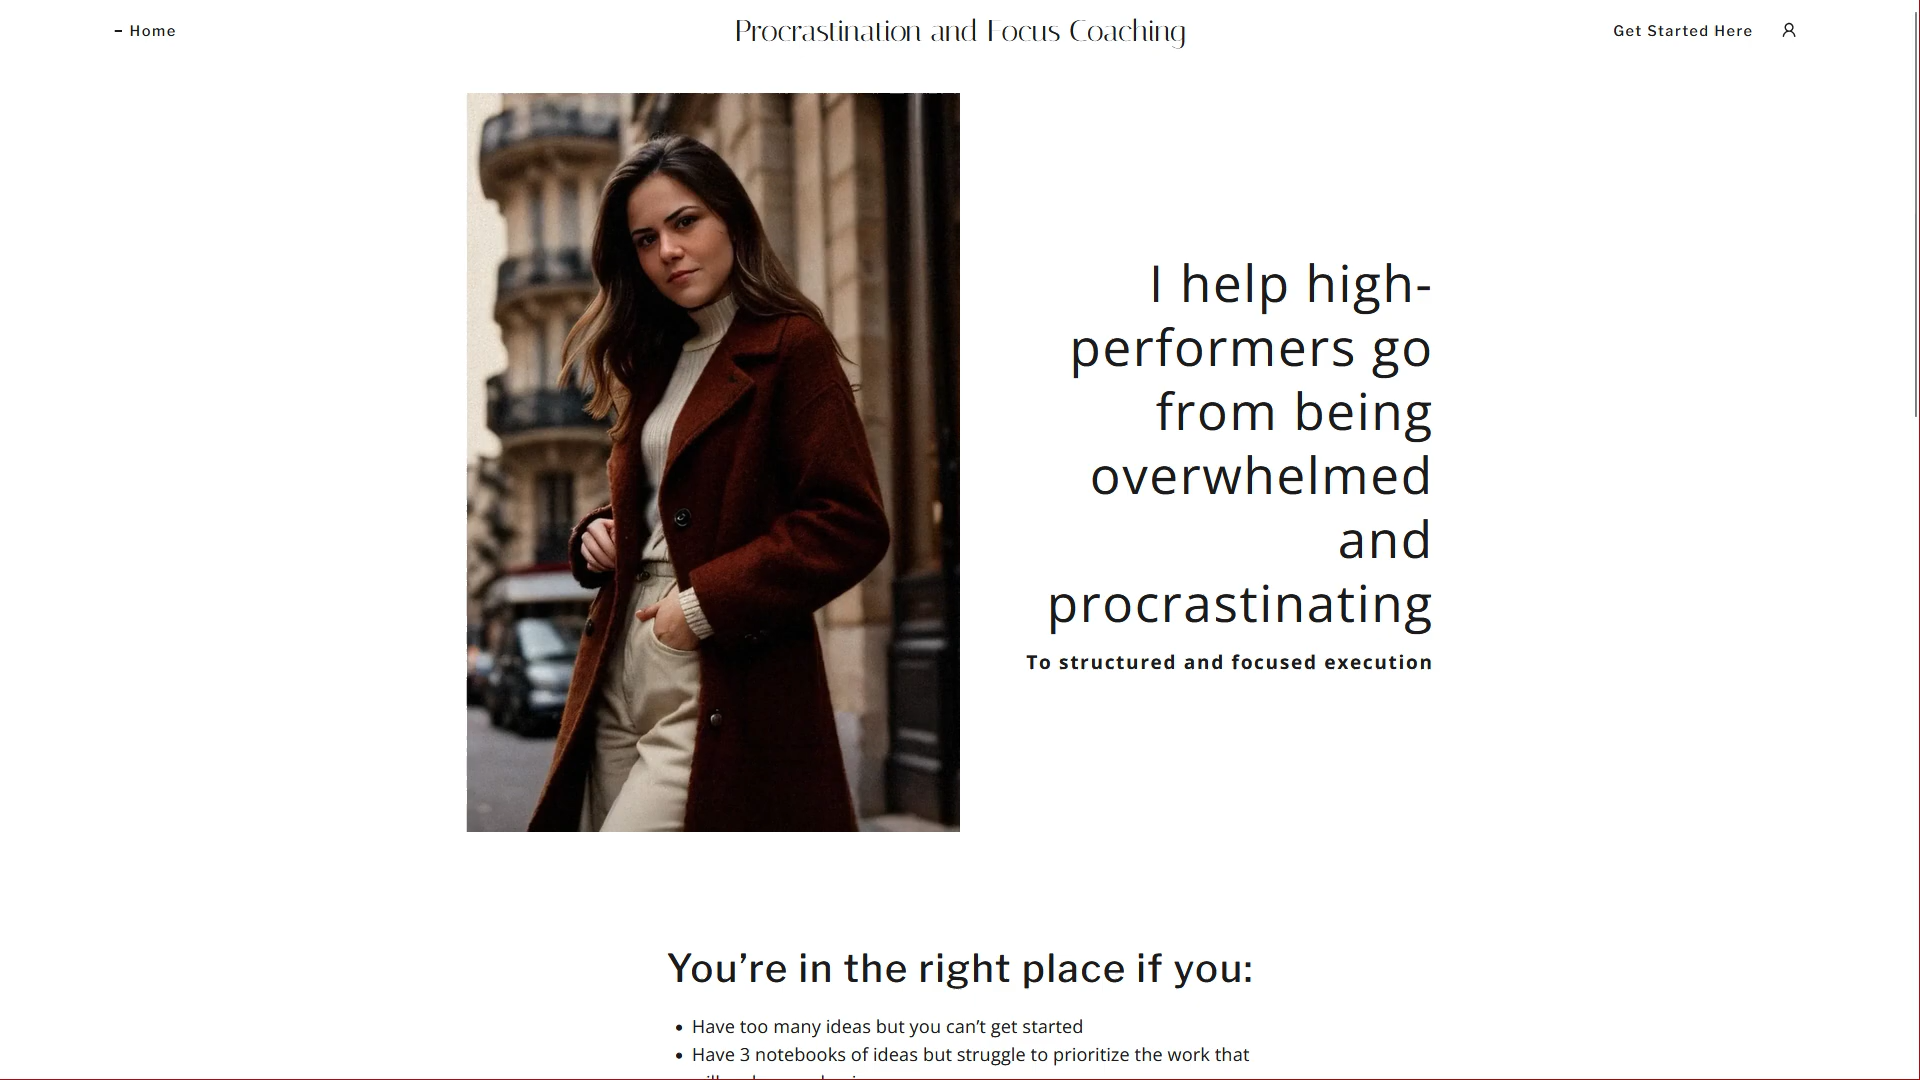 Home
Procrastination and Focus Coaching
Get Started Here
I help high-
performers go
from being
overwhelmed
and
procrastinating
To structured and focused execution
You’re in the right place if you:
Have too many ideas but you can’t get started
Have 3 notebooks of ideas but struggle to prioritize the work that